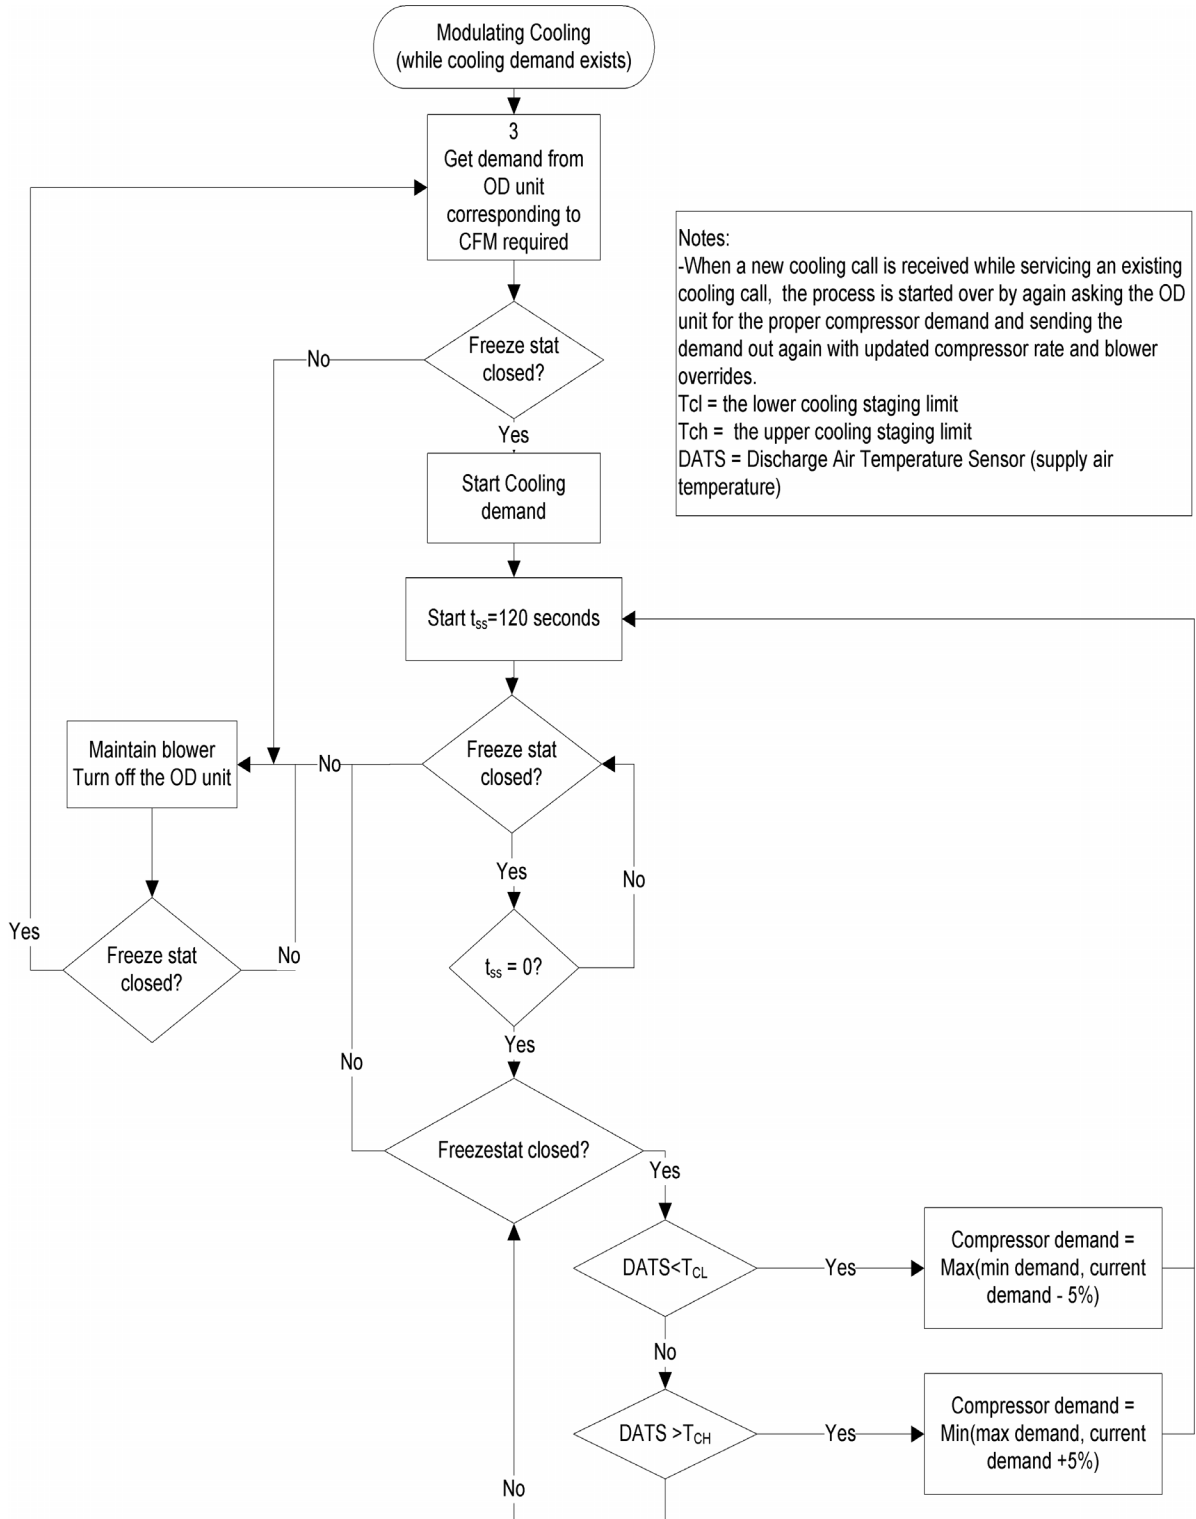 Modulating Cooling
(while cooling demand exists)
3
Get demand from
OD unit
corresponding to
CFM required
Notes:
-When a new cooling call is received while servicing an existing
cooling call,  the process is started over by again asking the OD
unit for the proper compressor demand and sending the
demand out again with updated compressor rate and blower
overrides.
Tcl = the lower cooling staging limit
Tch =  the upper cooling staging limit
DATS = Discharge Air Temperature Sensor (supply air
temperature)
Freeze stat
closed?
No
Yes
Start Cooling
demand
Start tss=120 seconds
Freeze stat
closed?
No
Maintain blower
Turn off the OD unit
Yes
No
Freeze stat
closed?
Yes
No
tss = 0?
Yes
No
Freezestat closed?
Yes
DATS<TCL
Yes
Compressor demand =
Max(min demand, current
demand - 5%)
No
DATS >TCH
Yes
Compressor demand =
Min(max demand, current
demand +5%)
No